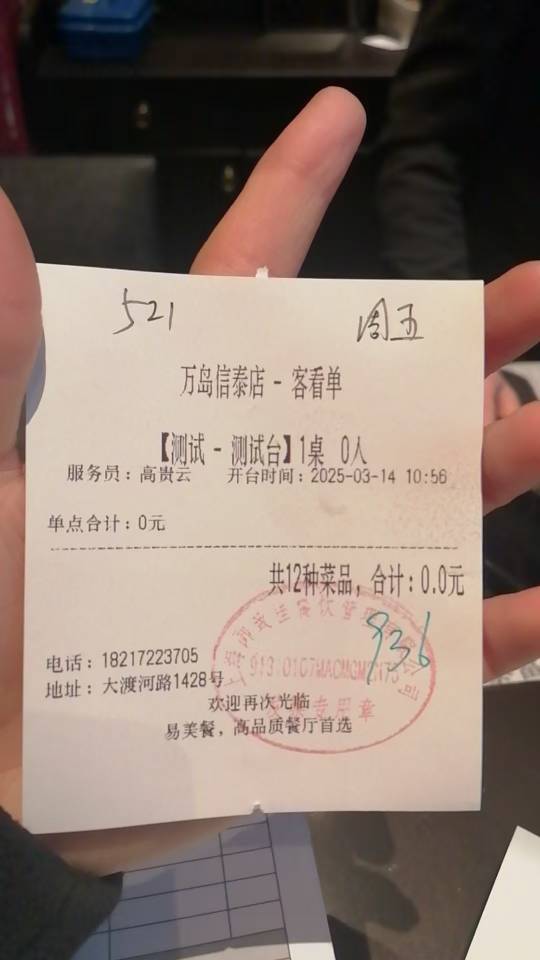 521 周五
万岛信泰店 - 客看单
【测试 - 测试台】1桌 0人
服务员：高贵云 开台时间：2025-03-14 10:56
单点合计：0元
共12种菜品，合计：0.0元
936
电话：18217223705
地址：大渡河路1428号
欢迎再次光临
易美餐，高品质餐厅首选
专用章